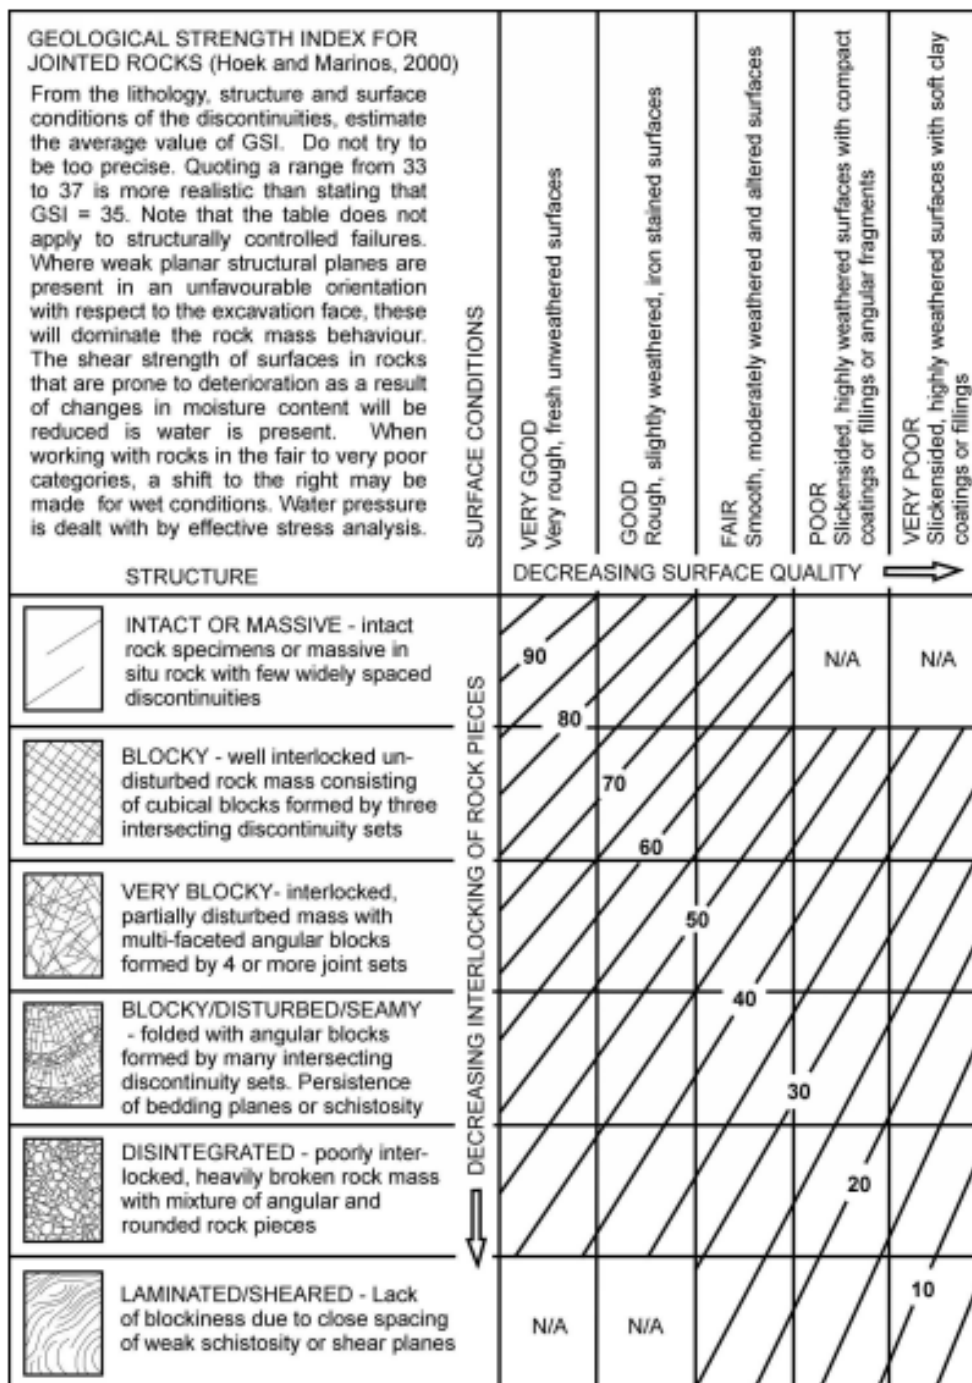 GEOLOGICAL STRENGTH INDEX FOR
JOINTED ROCKS (Hoek and Marinos, 2000)
From the lithology, structure and surface
conditions of the discontinuities, estimate
the average value of GSI. Do not try to
be too precise. Quoting a range from 33
to 37 is more realistic than stating that
GSI = 35. Note that the table does not
apply to structurally controlled failures.
Where weak planar structural planes are
present in an unfavourable orientation
with respect to the excavation face, these
will dominate the rock mass behaviour.
The shear strength of surfaces in rocks
that are prone to deterioration as a result
of changes in moisture content will be
reduced is water is present. When
working with rocks in the fair to very poor
categories, a shift to the right may be
made for wet conditions. Water pressure
is dealt with by effective stress analysis.
STRUCTURE
SURFACE CONDITIONS
VERY GOOD
Very rough, fresh unweathered surfaces
GOOD
Rough, slightly weathered, iron stained surfaces
FAIR
Smooth, moderately weathered and altered surfaces
POOR
Slickensided, highly weathered surfaces with compact
coatings or fillings or angular fragments
VERY POOR
Slickensided, highly weathered surfaces with soft clay
coatings or fillings
DECREASING SURFACE QUALITY
DECREASING INTERLOCKING OF ROCK PIECES
INTACT OR MASSIVE - intact
rock specimens or massive in
situ rock with few widely spaced
discontinuities
90
N/A
N/A
80
BLOCKY - well interlocked un-
disturbed rock mass consisting
of cubical blocks formed by three
intersecting discontinuity sets
70
60
VERY BLOCKY- interlocked,
partially disturbed mass with
multi-faceted angular blocks
formed by 4 or more joint sets
50
40
BLOCKY/DISTURBED/SEAMY
- folded with angular blocks
formed by many intersecting
discontinuity sets. Persistence
of bedding planes or schistosity
30
DISINTEGRATED - poorly inter-
locked, heavily broken rock mass
with mixture of angular and
rounded rock pieces
20
LAMINATED/SHEARED - Lack
of blockiness due to close spacing
of weak schistosity or shear planes
N/A
N/A
10